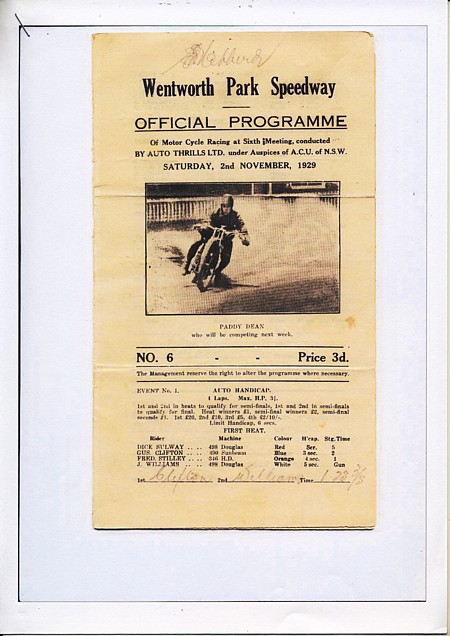 Wentworth Park Speedway
OFFICIAL PROGRAMME
Of Motor Cycle Racing at Sixth Meeting, conducted
BY AUTO THRILLS LTD. under Auspices of A.C.U. of N.S.W.
SATURDAY, 2nd NOVEMBER, 1929
PADDY DEAN
who will be competing next week.
NO. 6 - - Price 3d.
The Management reserve the right to alter the programme where necessary.
EVENT No. 1. AUTO HANDICAP.
4 Laps. Max. H.P. 3½.
1st and 2nd in heats to qualify for semi-finals, 1st and 2nd in semi-finals
to qualify for final. Heat winners £1, semi-final winners £2, semi-final
seconds £1. 1st £20, 2nd £10, 3rd £5, 4th £2/10/-.
Limit Handicap, 6 secs.
FIRST HEAT.
Rider Machine Colour H'cap. Stg. Time
DICK SULWAY .. .. 498 Douglas Red Scr. 5
GUS. CLIFTON .. .. 490 Sunbeam Blue 3 sec. 2
FRED. STILLEY .. .. 346 H.D. Orange 4 sec. 1
J. WILLIAMS .. .. 498 Douglas White 5 sec. Gun
1st Clifton 2nd Williams Time